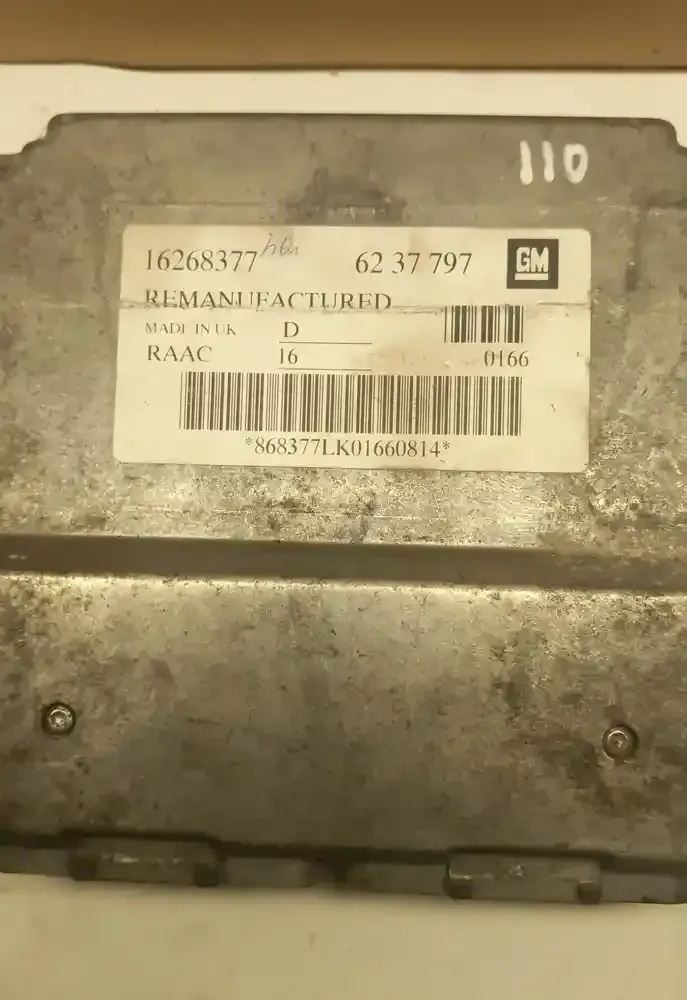 110
16268377 62 37 797 GM
REMANUFACTURED
MADE IN UK D
RAAC 16 0166
*868377LK01660814*